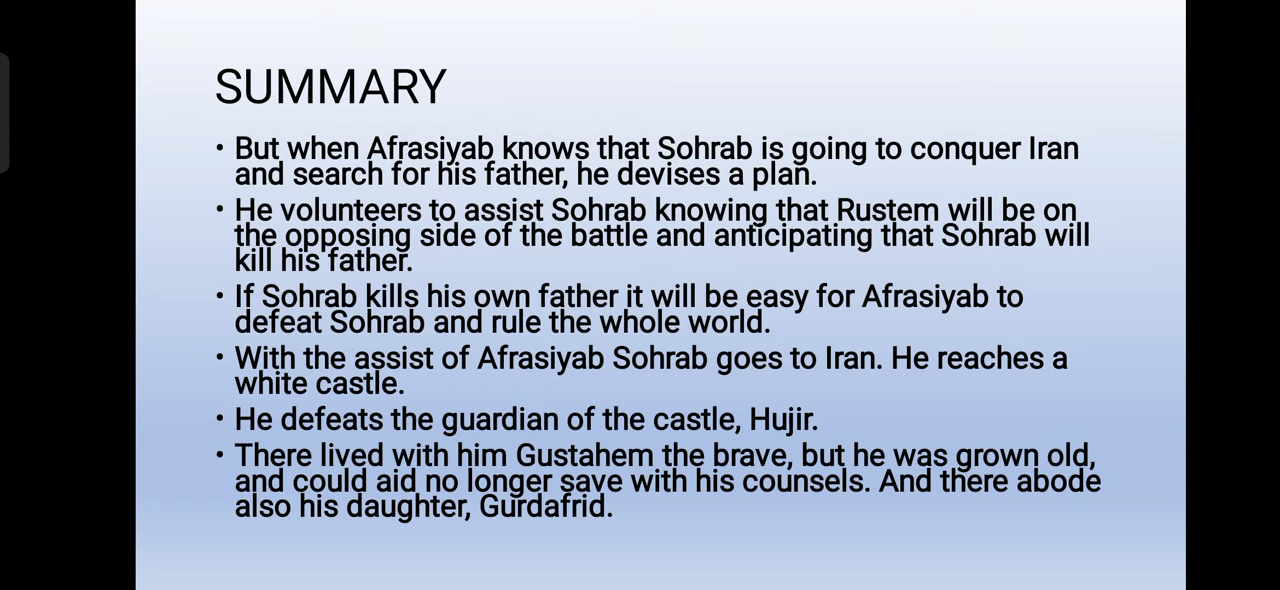 SUMMARY
• But when Afrasiyab knows that Sohrab is going to conquer Iran
and search for his father, he devises a plan.
• He volunteers to assist Sohrab knowing that Rustem will be on
the opposing side of the battle and anticipating that Sohrab will
kill his father.
• If Sohrab kills his own father it will be easy for Afrasiyab to
defeat Sohrab and rule the whole world.
• With the assist of Afrasiyab Sohrab goes to Iran. He reaches a
white castle.
• He defeats the guardian of the castle, Hujir.
• There lived with him Gustahem the brave, but he was grown old,
and could aid no longer save with his counsels. And there abode
also his daughter, Gurdafrid.